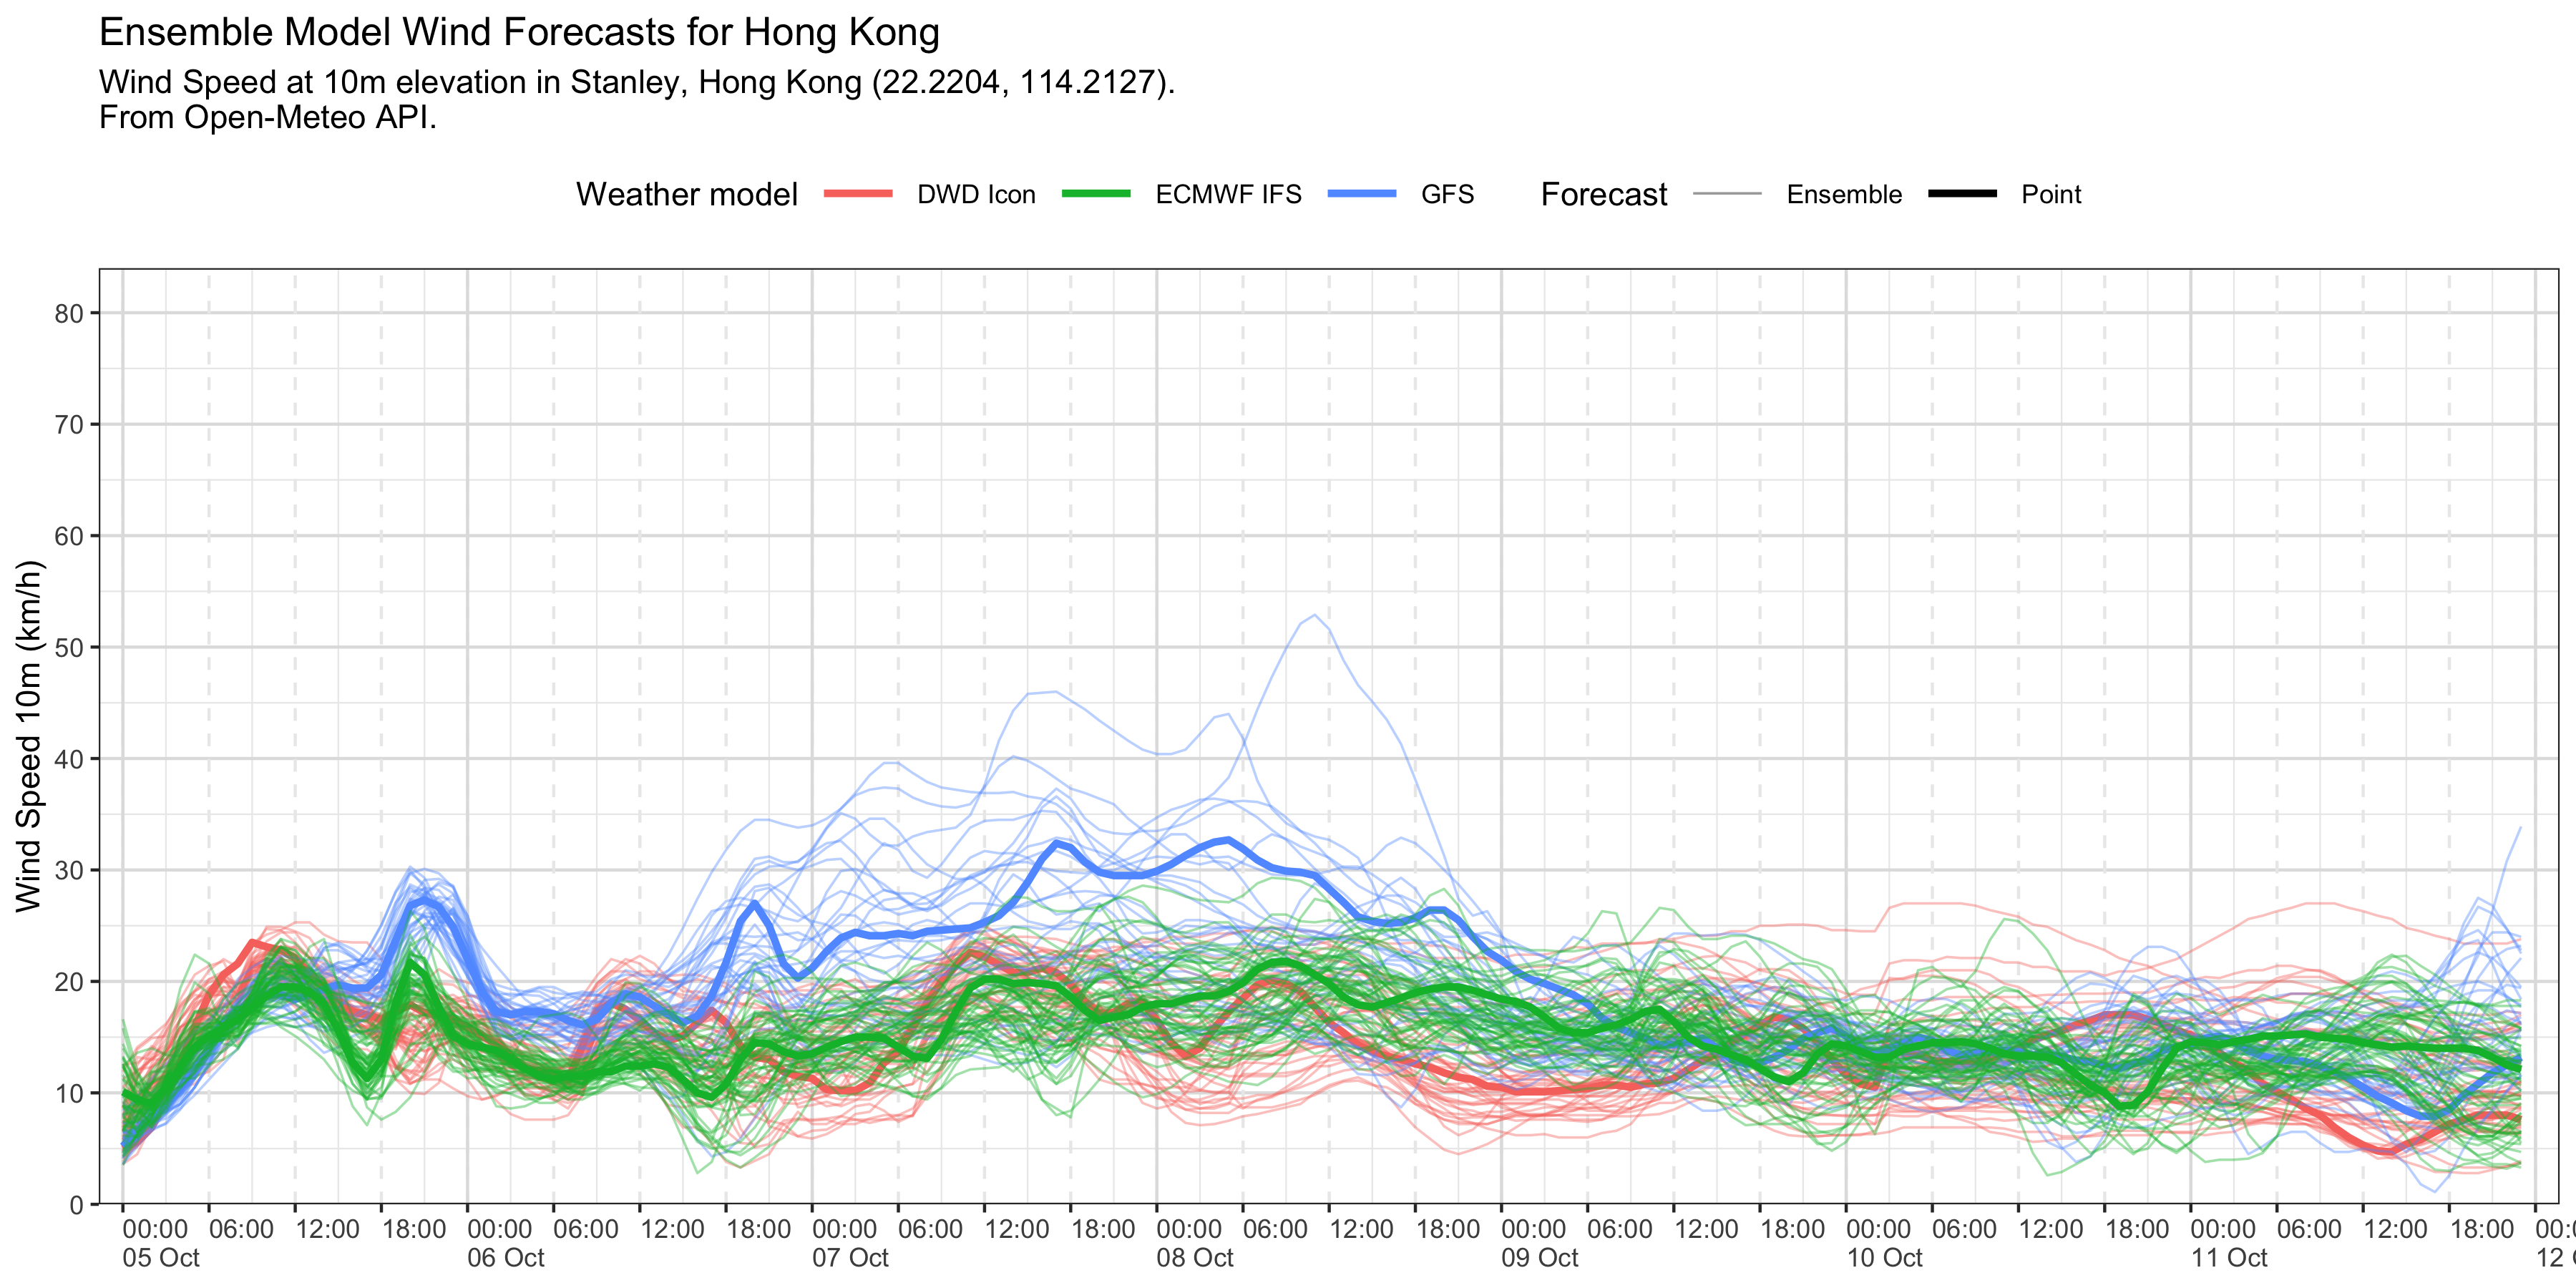 Ensemble Model Wind Forecasts for Hong Kong
Wind Speed at 10m elevation in Stanley, Hong Kong (22.2204, 114.2127).
From Open-Meteo API.
Weather model DWD Icon ECMWF IFS GFS Forecast Ensemble Point
Wind Speed 10m (km/h)
80
70
60
50
40
30
20
10
0
00:00 06:00 12:00 18:00 00:00 06:00 12:00 18:00 00:00 06:00 12:00 18:00 00:00 06:00 12:00 18:00 00:00 06:00 12:00 18:00 00:00 06:00 12:00 18:00 00:00 06:00 12:00 18:00 00:0
05 Oct 06 Oct 07 Oct 08 Oct 09 Oct 10 Oct 11 Oct 12